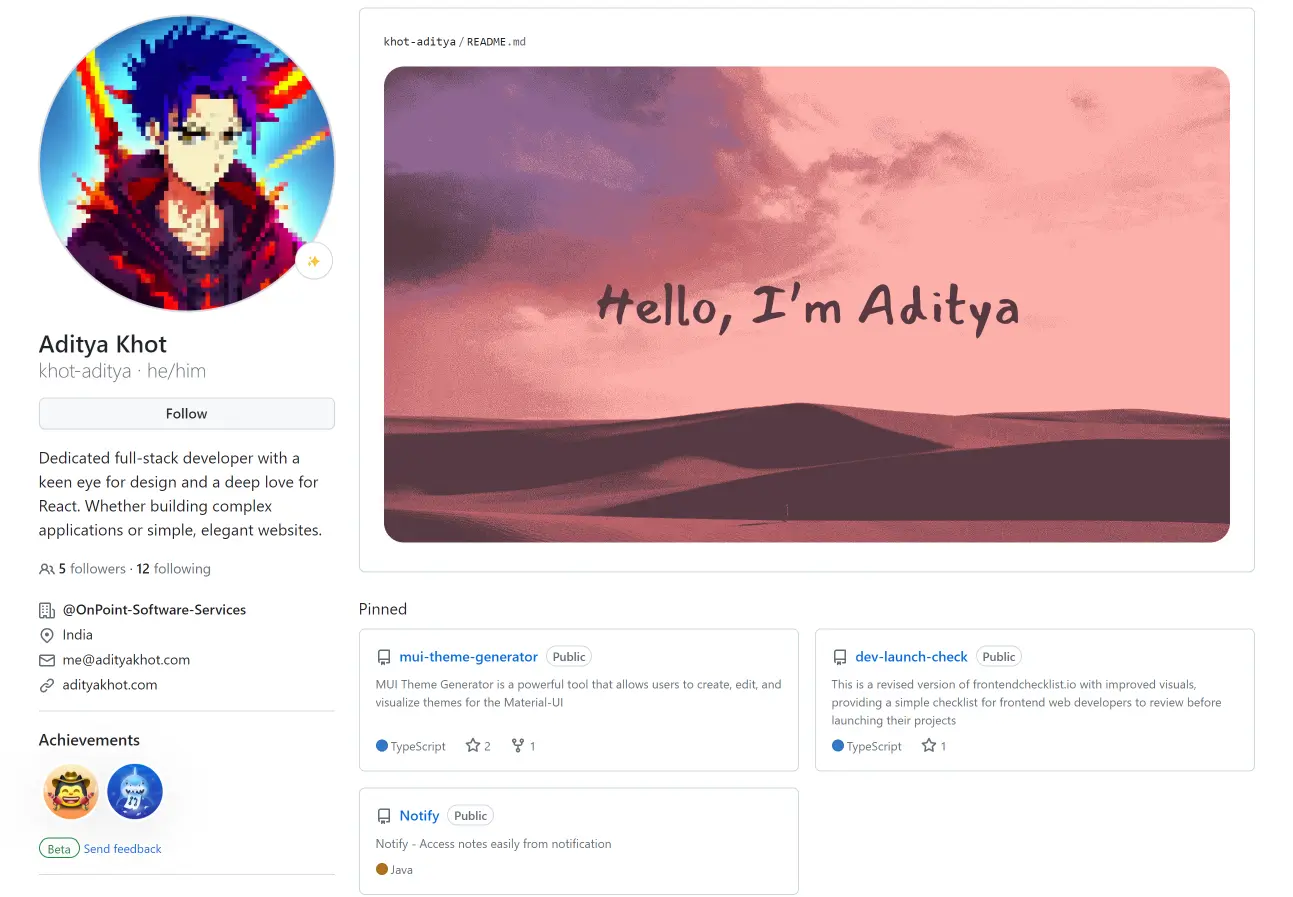 Aditya Khot
khot-aditya · he/him
Follow
Dedicated full-stack developer with a
keen eye for design and a deep love for
React. Whether building complex
applications or simple, elegant websites.
5 followers · 12 following
@OnPoint-Software-Services
India
me@adityakhot.com
adityakhot.com
Achievements
Beta Send feedback
khot-aditya / README.md
Hello, I'm Aditya
Pinned
mui-theme-generator Public
MUI Theme Generator is a powerful tool that allows users to create, edit, and
visualize themes for the Material-UI
TypeScript 2 1
dev-launch-check Public
This is a revised version of frontendchecklist.io with improved visuals,
providing a simple checklist for frontend web developers to review before
launching their projects
TypeScript 1
Notify Public
Notify - Access notes easily from notification
Java